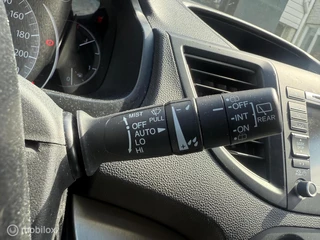 160
180
200
MIST
PULL
OFF
AUTO
LO
HI
OFF
INT
ON
REAR
© mobilox